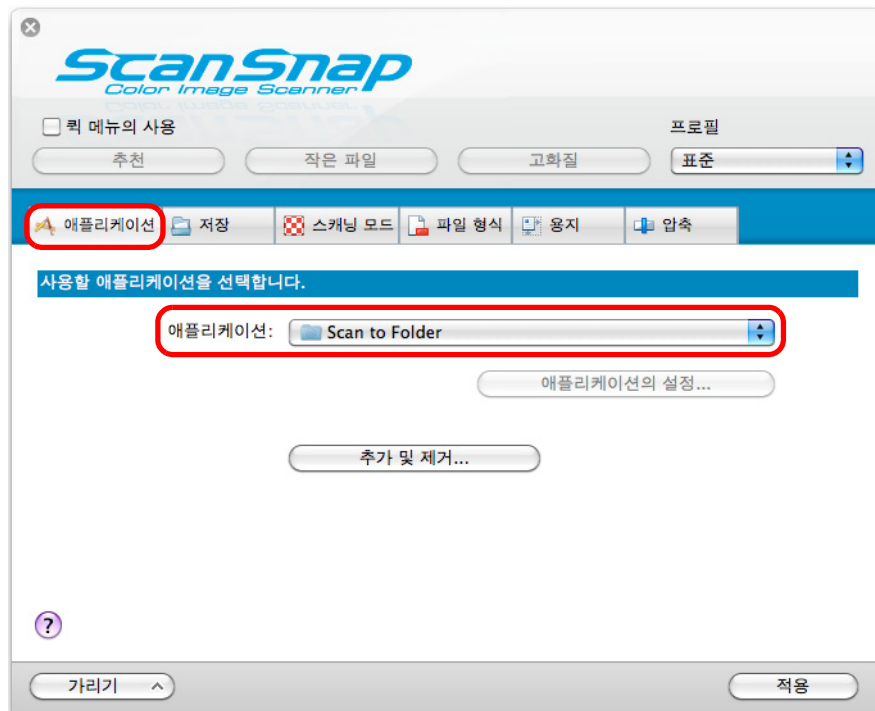 ScanSnap
Color Image Scanner
퀵 메뉴의 사용
프로필
추천
작은 파일
고화질
표준
애플리케이션
저장
스캐닝 모드
파일 형식
용지
압축
사용할 애플리케이션을 선택합니다.
애플리케이션:
Scan to Folder
애플리케이션의 설정...
추가 및 제거...
?
가리기
적용